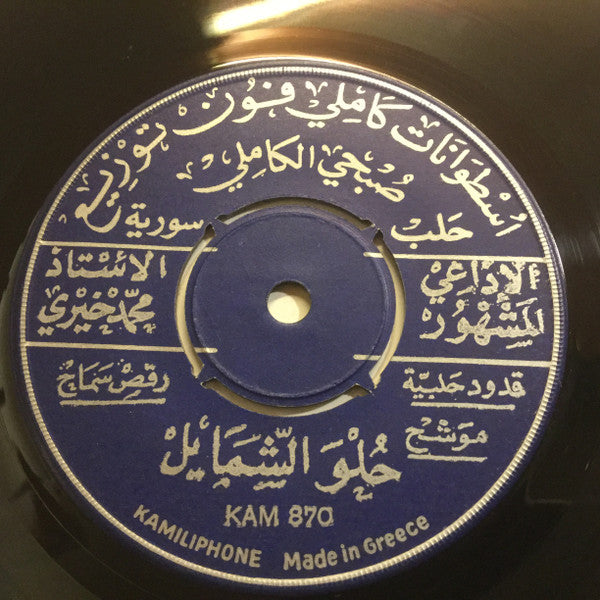 اسطوانات كاملي فون توزيع
صبحي الكاملي
حلب سورية
الإذاعي المشهور
الاستاذ محمد خيري
قدود حلبية
رقص سماح
موشح
حلو الشمايل
KAM 870
KAMILIPHONE Made in Greece